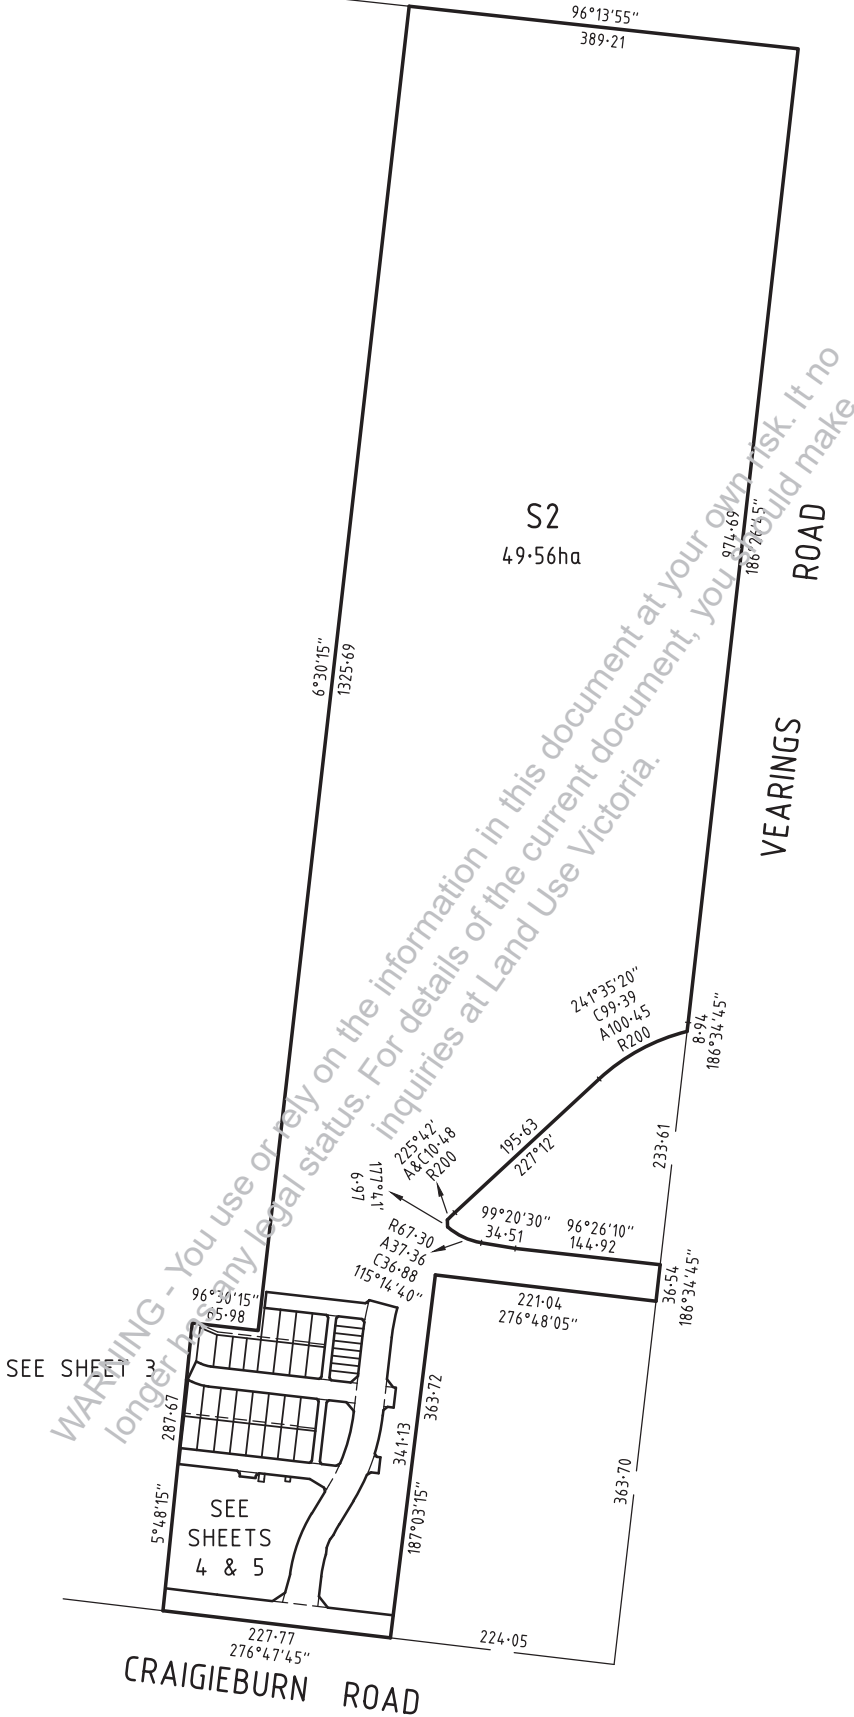 96°13'55"
389·21
S2
49·56ha
974·69
186°26'45"
ROAD
VEARINGS
6°30'15"
1325·69
241°35'20"
C99·39
A100·45
R200
8·94
186°34'45"
195·63
227°12'
233·61
225°42'
A&C10·48
R200
177°41'
6·97
R67·30
A37·36
C36·88
115°14'40"
99°20'30"
34·51
96°26'10"
144·92
36·54
186°34'45"
221·04
276°48'05"
96°30'15"
65·98
SEE SHEET 3
287·67
5°48'15"
363·72
341·13
187°03'15"
363·70
SEE
SHEETS
4 & 5
227·77
276°47'45"
224·05
CRAIGIEBURN ROAD
WARNING - You use or rely on the information in this document at your own risk. It no
longer has any legal status. For details of the current document, you should make
inquiries at Land Use Victoria.